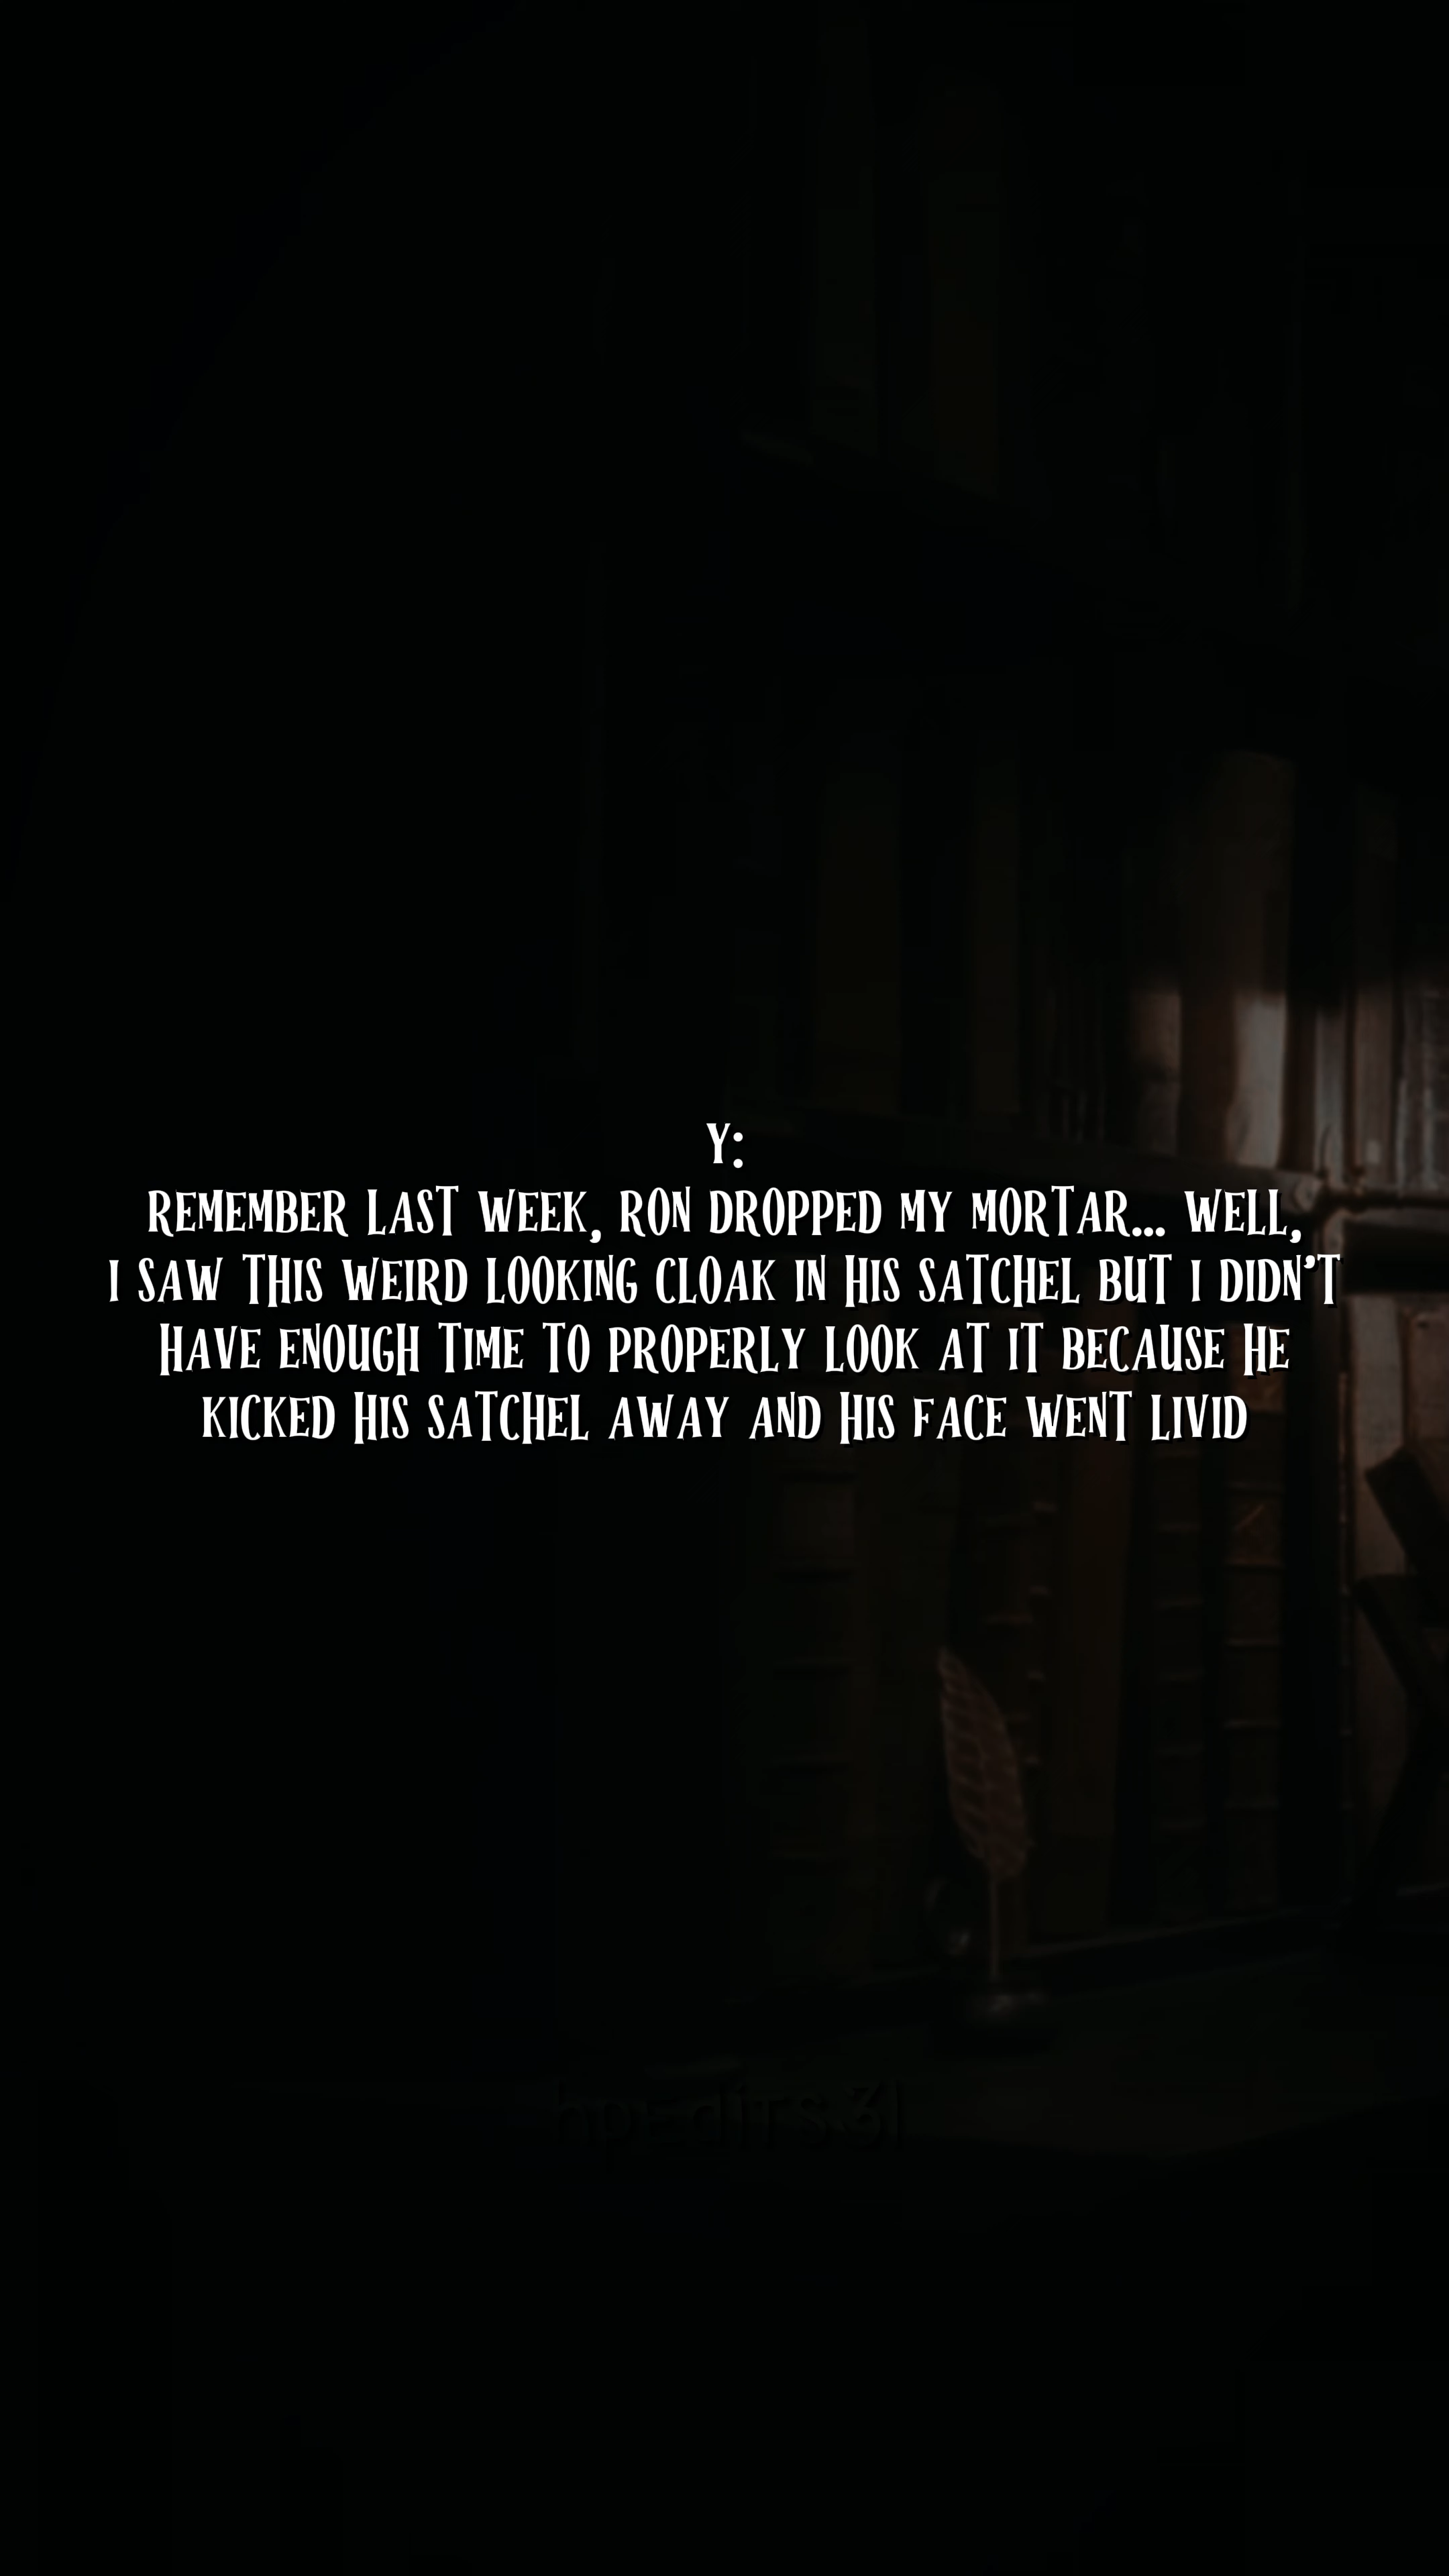 Y:
REMEMBER LAST WEEK, RON DROPPED MY MORTAR... WELL,
I SAW THIS WEIRD LOOKING CLOAK IN HIS SATCHEL BUT I DIDN'T
HAVE ENOUGH TIME TO PROPERLY LOOK AT IT BECAUSE HE
KICKED HIS SATCHEL AWAY AND HIS FACE WENT LIVID